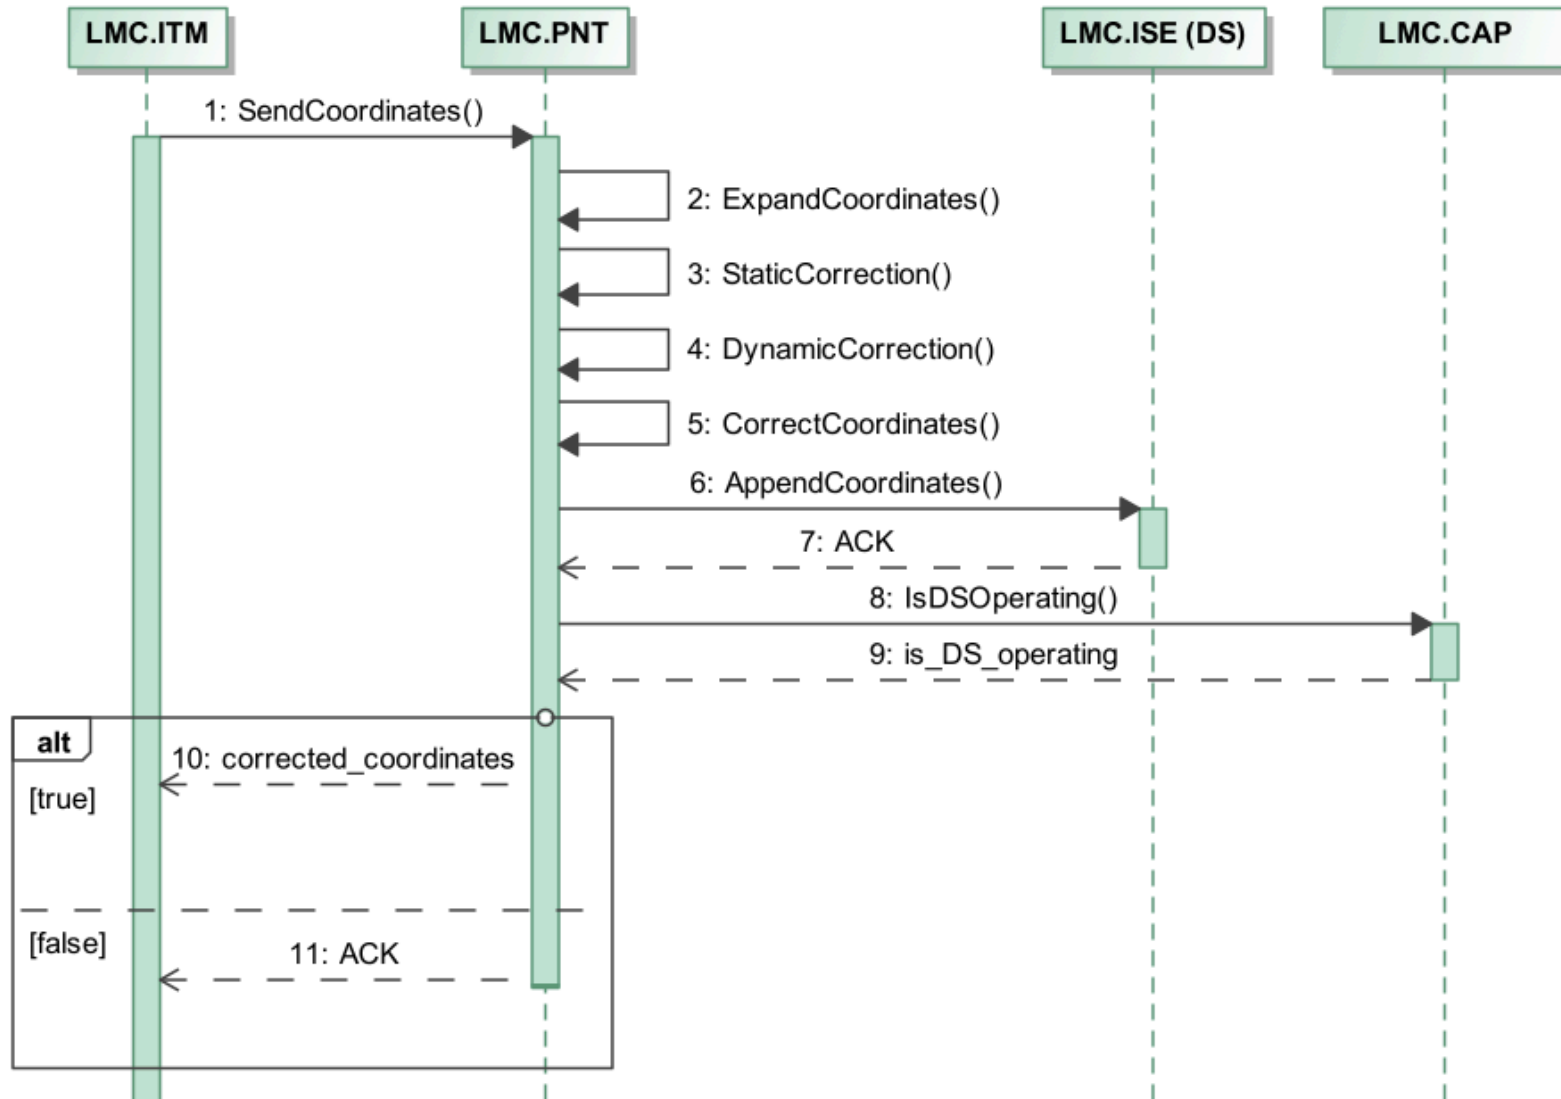 LMC.ITM
LMC.PNT
LMC.ISE (DS)
LMC.CAP
1: SendCoordinates()
2: ExpandCoordinates()
3: StaticCorrection()
4: DynamicCorrection()
5: CorrectCoordinates()
6: AppendCoordinates()
7: ACK
8: IsDSOperating()
9: is_DS_operating
alt
10: corrected_coordinates
[true]
[false]
11: ACK